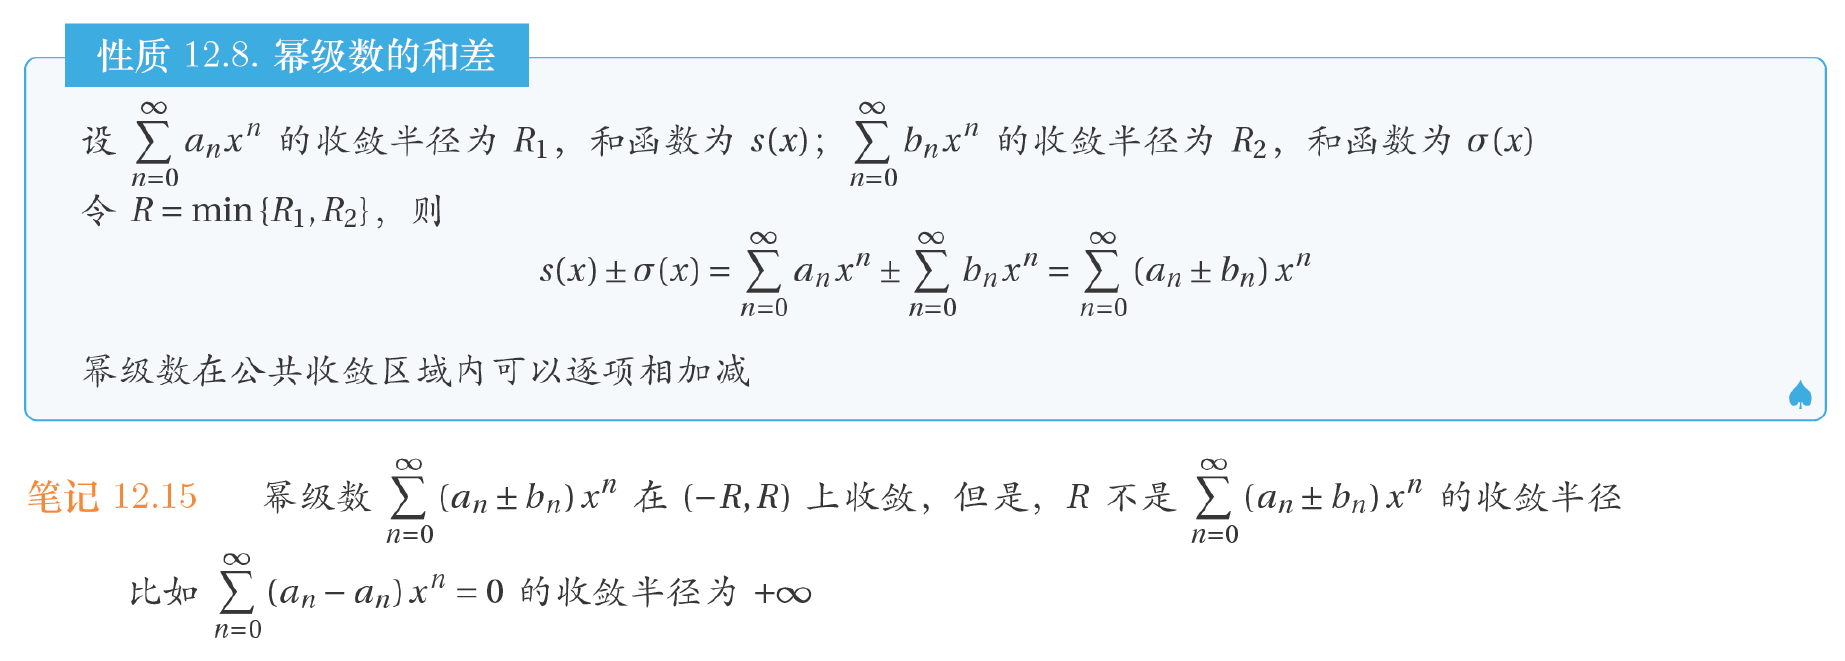 性质 12.8. 幂级数的和差
设 $\sum_{n=0}^{\infty} a_n x^n$ 的收敛半径为 $R_1$，和函数为 $s(x)$；$\sum_{n=0}^{\infty} b_n x^n$ 的收敛半径为 $R_2$，和函数为 $\sigma(x)$
令 $R = \min\{R_1, R_2\}$，则
$s(x) \pm \sigma(x) = \sum_{n=0}^{\infty} a_n x^n \pm \sum_{n=0}^{\infty} b_n x^n = \sum_{n=0}^{\infty} (a_n \pm b_n) x^n$
幂级数在公共收敛区域内可以逐项相加减
笔记 12.15 幂级数 $\sum_{n=0}^{\infty} (a_n \pm b_n) x^n$ 在 $(-R, R)$ 上收敛，但是，$R$ 不是 $\sum_{n=0}^{\infty} (a_n \pm b_n) x^n$ 的收敛半径
比如 $\sum_{n=0}^{\infty} (a_n - a_n) x^n = 0$ 的收敛半径为 $+\infty$